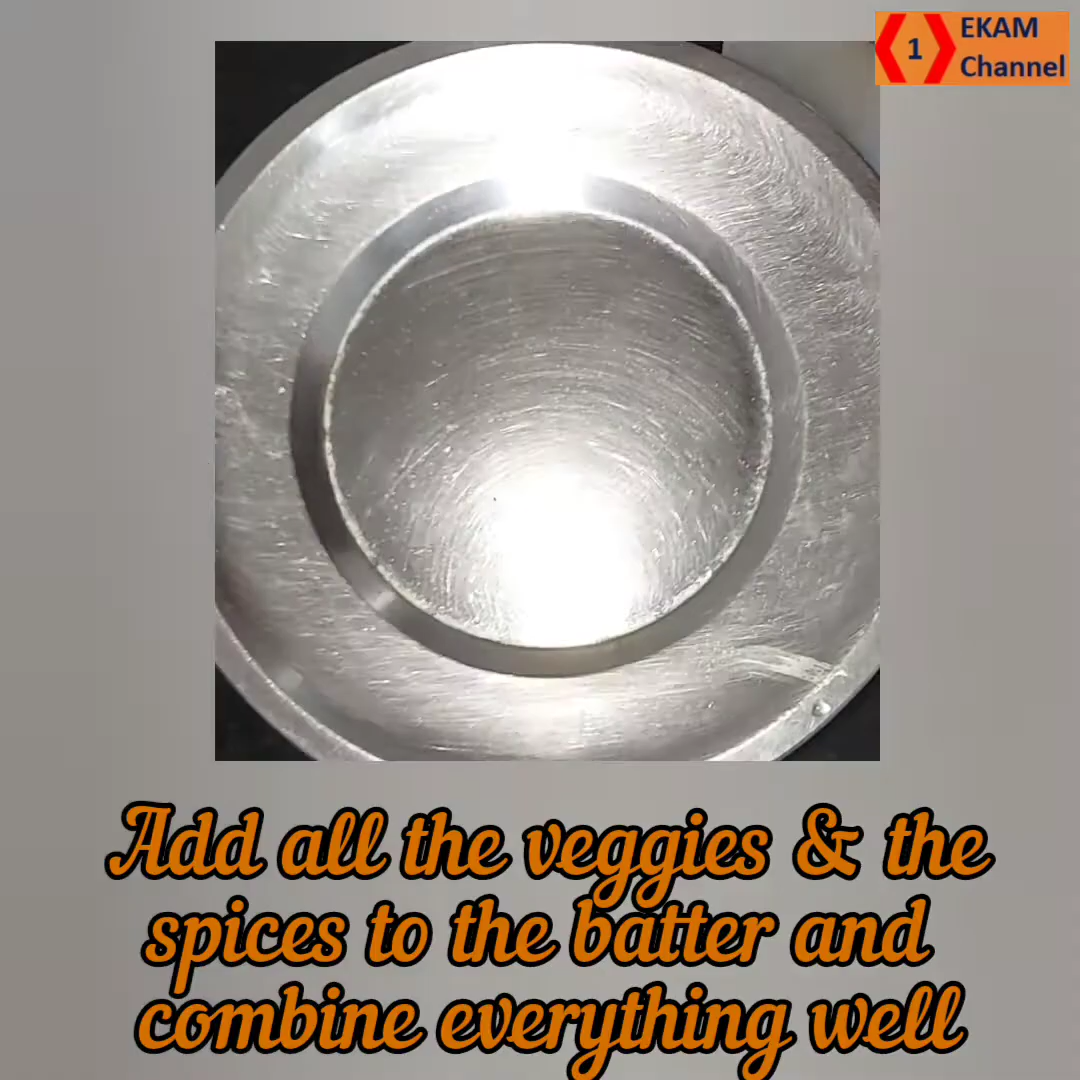 1
EKAM
Channel
Add all the veggies & the
spices to the batter and
combine everything well